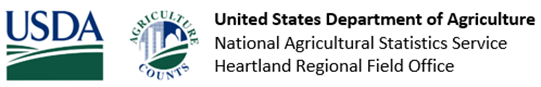 USDA
AGRICULTURE
COUNTS
United States Department of Agriculture
National Agricultural Statistics Service
Heartland Regional Field Office